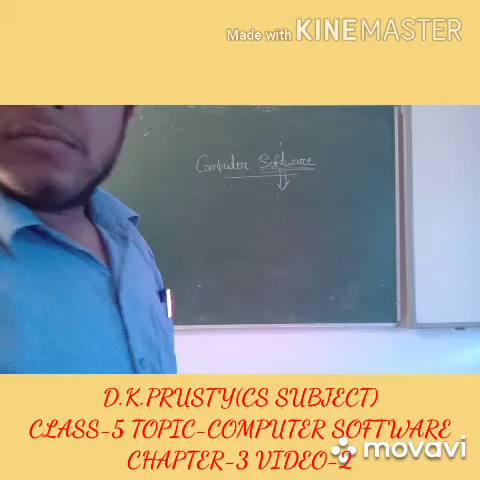 Made with KINEMASTER
Computer Software
D.K.PRUSTY(CS SUBJECT)
CLASS-5 TOPIC-COMPUTER SOFTWARE
CHAPTER-3 VIDEO-2
movavi